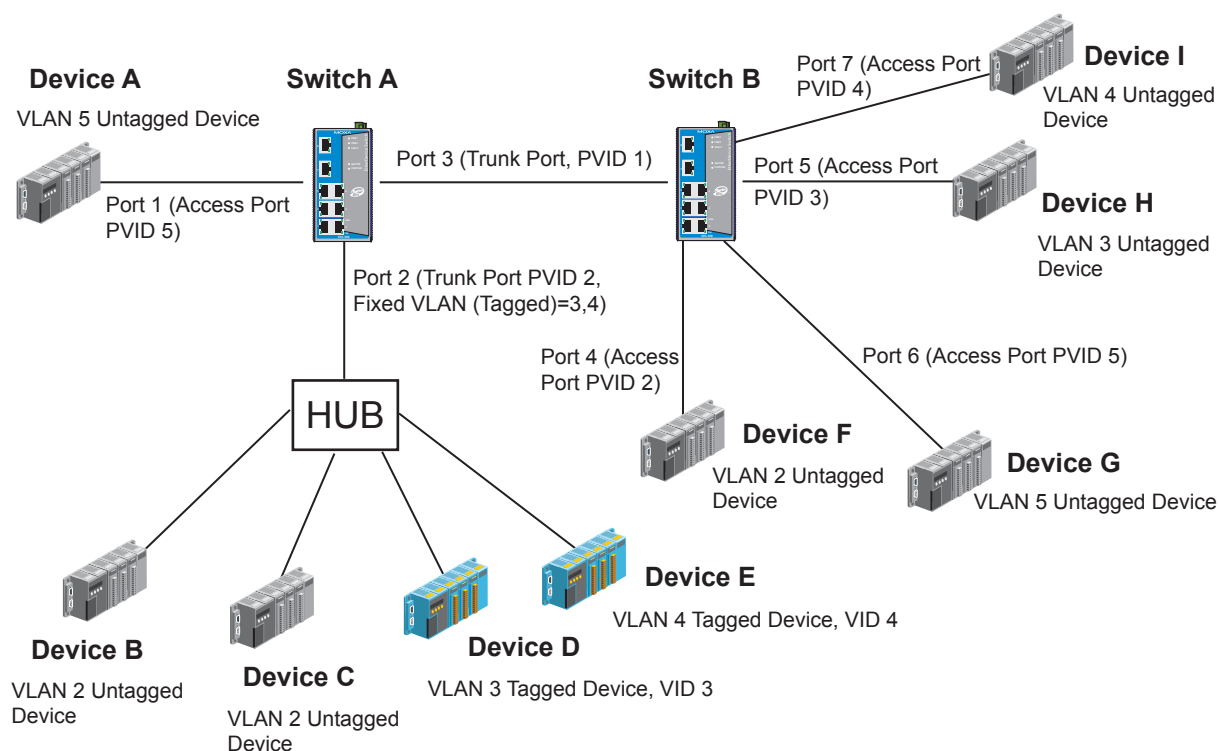 Device A
VLAN 5 Untagged Device
Switch A
Switch B
Port 7 (Access Port
PVID 4)
Device I
VLAN 4 Untagged
Device
MOXA
MOXA
Port 3 (Trunk Port, PVID 1)
Port 5 (Access Port
PVID 3)
Device H
VLAN 3 Untagged
Device
Port 1 (Access Port
PVID 5)
Port 2 (Trunk Port PVID 2,
Fixed VLAN (Tagged)=3,4)
Port 4 (Access
Port PVID 2)
Port 6 (Access Port PVID 5)
HUB
Device F
VLAN 2 Untagged
Device
Device G
VLAN 5 Untagged Device
Device E
VLAN 4 Tagged Device, VID 4
Device B
VLAN 2 Untagged
Device
Device C
VLAN 2 Untagged
Device
Device D
VLAN 3 Tagged Device, VID 3